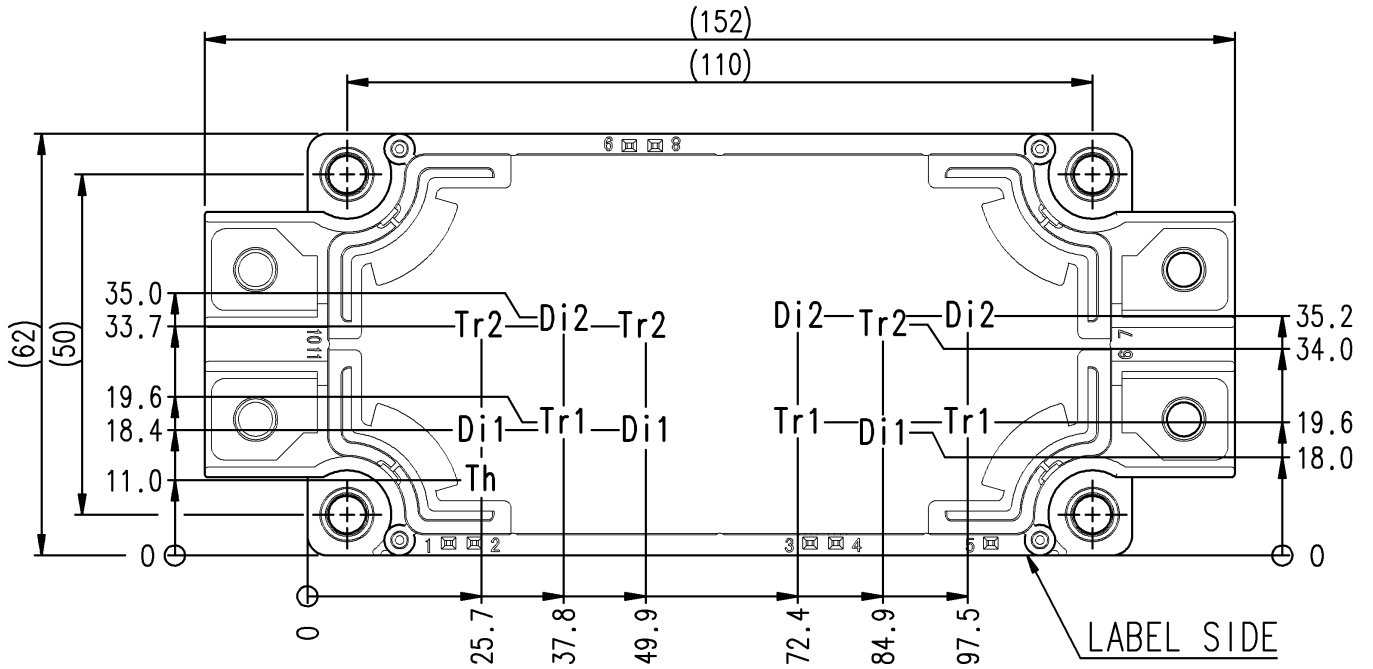 (152)
(110)
6 8
35.0 Di2 Di2 Di2 35.2
33.7 Tr2 Tr2 Tr2 34.0
(62) (50)
1011 7
9
19.6 Tr1 Tr1 Tr1 19.6
18.4 Di1 Di1 Di1 18.0
11.0 Th
1 2 3 4 5
0 0
0 25.7 37.8 49.9 72.4 84.9 97.5
LABEL SIDE